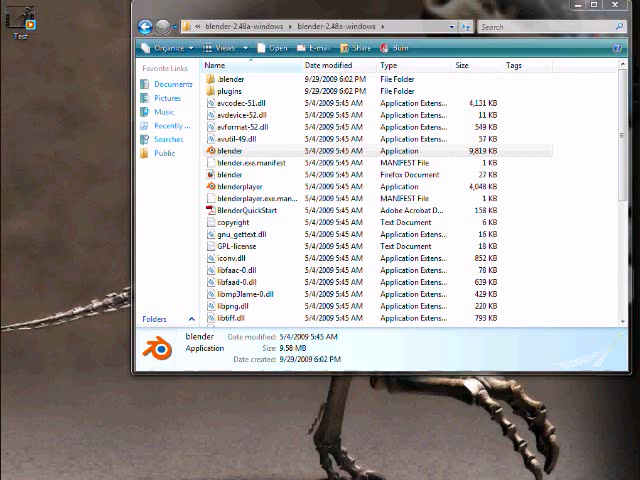 Test
« blender-2.48a-windows ▸ blender-2.48a-windows ▸ Search
Organize Views Open E-mail Share Burn
Favorite Links
Documents
Pictures
Music
Recently ...
Searches
Public
Folders
Name Date modified Type Size Tags
.blender 9/29/2009 6:02 PM File Folder
plugins 9/29/2009 6:02 PM File Folder
avcodec-51.dll 5/4/2009 5:45 AM Application Extens... 4,131 KB
avdevice-52.dll 5/4/2009 5:45 AM Application Extens... 11 KB
avformat-52.dll 5/4/2009 5:45 AM Application Extens... 549 KB
avutil-49.dll 5/4/2009 5:45 AM Application Extens... 57 KB
blender 5/4/2009 5:45 AM Application 9,819 KB
blender.exe.manifest 5/4/2009 5:45 AM MANIFEST File 1 KB
blender 5/4/2009 5:45 AM Firefox Document 27 KB
blenderplayer 5/4/2009 5:45 AM Application 4,048 KB
blenderplayer.exe.man... 5/4/2009 5:45 AM MANIFEST File 1 KB
BlenderQuickStart 5/4/2009 5:45 AM Adobe Acrobat D... 158 KB
copyright 5/4/2009 5:45 AM Text Document 6 KB
gnu_gettext.dll 5/4/2009 5:45 AM Application Extens... 16 KB
GPL-license 5/4/2009 5:45 AM Text Document 18 KB
iconv.dll 5/4/2009 5:45 AM Application Extens... 852 KB
libfaac-0.dll 5/4/2009 5:45 AM Application Extens... 78 KB
libfaad-0.dll 5/4/2009 5:45 AM Application Extens... 639 KB
libmp3lame-0.dll 5/4/2009 5:45 AM Application Extens... 429 KB
libpng.dll 5/4/2009 5:45 AM Application Extens... 220 KB
libtiff.dll 5/4/2009 5:45 AM Application Extens... 793 KB
blender Date modified: 5/4/2009 5:45 AM
Application Size: 9.58 MB
Date created: 9/29/2009 6:02 PM